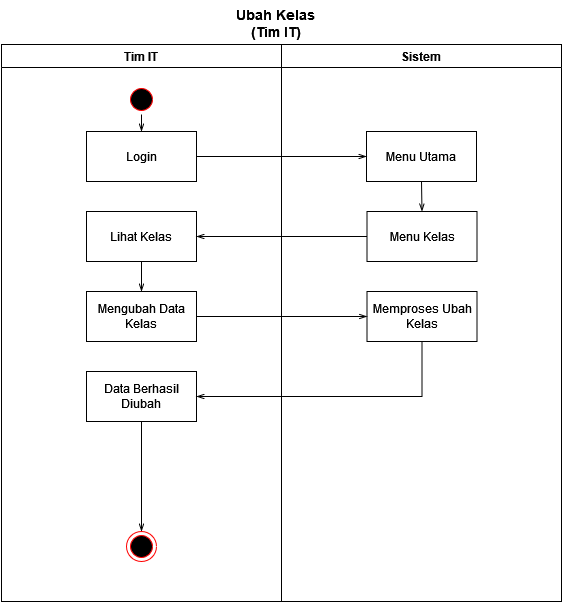 Ubah Kelas
(Tim IT)
Tim IT
Sistem
Login
Menu Utama
Lihat Kelas
Menu Kelas
Mengubah Data
Kelas
Memproses Ubah
Kelas
Data Berhasil
Diubah